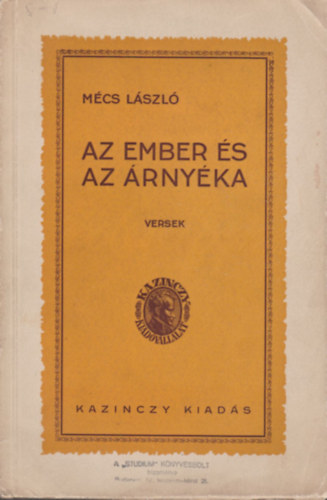 MÉCS LÁSZLÓ
AZ EMBER ÉS
AZ ÁRNYÉKA
VERSEK
KAZINCZY
KIADÓVÁLLALAT
KAZINCZY KIADÁS
A „STUDIUM" KÖNYVESBOLT